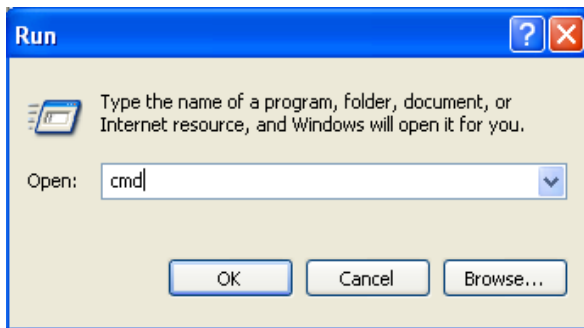 Run
Type the name of a program, folder, document, or
Internet resource, and Windows will open it for you.
Open: cmd
OK Cancel Browse...